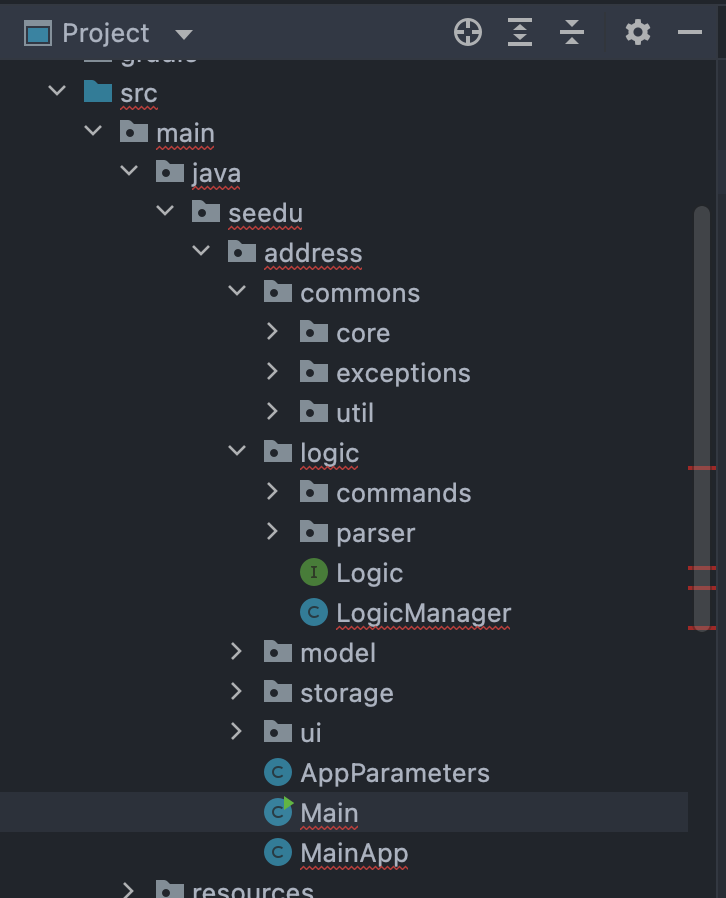 Project
gradle
src
main
java
seedu
address
commons
core
exceptions
util
logic
commands
parser
I Logic
C LogicManager
model
storage
ui
C AppParameters
C Main
C MainApp
resources